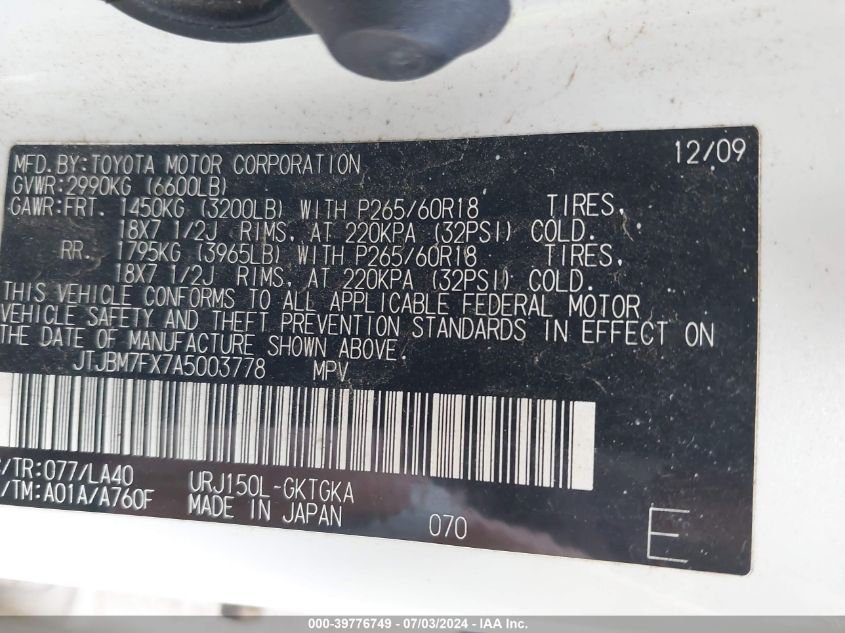 MFD.BY:TOYOTA MOTOR CORPORATION 12/09
GVWR:2990KG (6600LB)
GAWR:FRT. 1450KG (3200LB) WITH P265/60R18 TIRES,
18X7 1/2J RIMS, AT 220KPA (32PSI) COLD.
RR. 1795KG (3965LB) WITH P265/60R18 TIRES,
18X7 1/2J RIMS, AT 220KPA (32PSI) COLD.
THIS VEHICLE CONFORMS TO ALL APPLICABLE FEDERAL MOTOR
VEHICLE SAFETY AND THEFT PREVENTION STANDARDS IN EFFECT ON
THE DATE OF MANUFACTURE SHOWN ABOVE.
JTJBM7FX7A5003778 MPV
/TR:077/LA40 URJ150L-GKTGKA
/TM:A01A/A760F MADE IN JAPAN 070 E
000-39776749 - 07/03/2024 - IAA Inc.